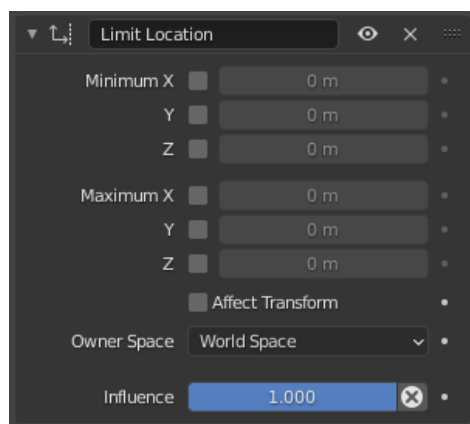 Limit Location
Minimum X 0 m
Y 0 m
Z 0 m
Maximum X 0 m
Y 0 m
Z 0 m
Affect Transform
Owner Space World Space
Influence 1.000